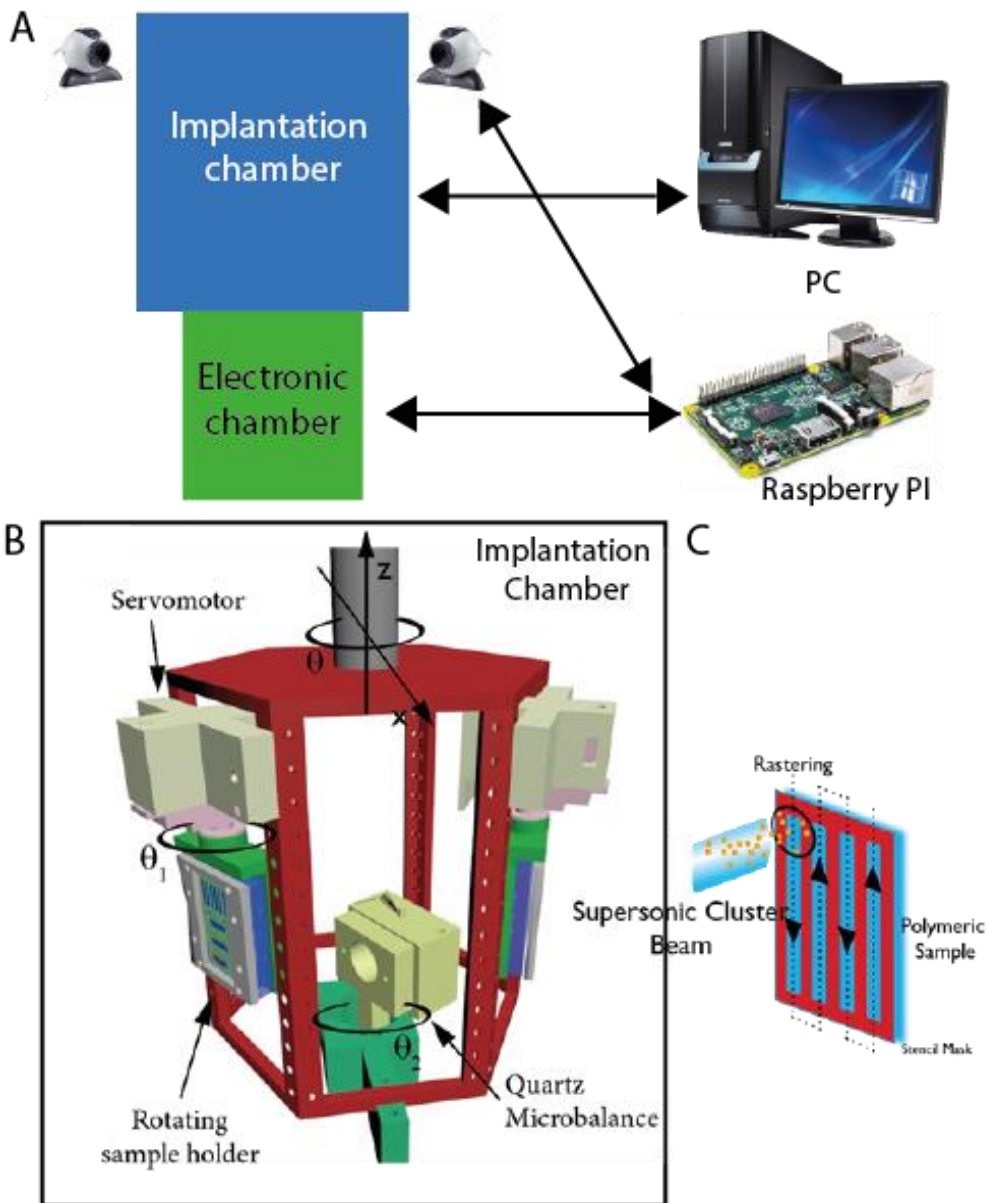 A
Implantation
chamber
PC
Electronic
chamber
Raspberry PI
B
Implantation
Chamber
C
z
Servomotor
θ
x
Rastering
θ1
Supersonic Cluster
Beam
Polymeric
Sample
θ2
Stencil Mask
Quartz
Microbalance
Rotating
sample holder